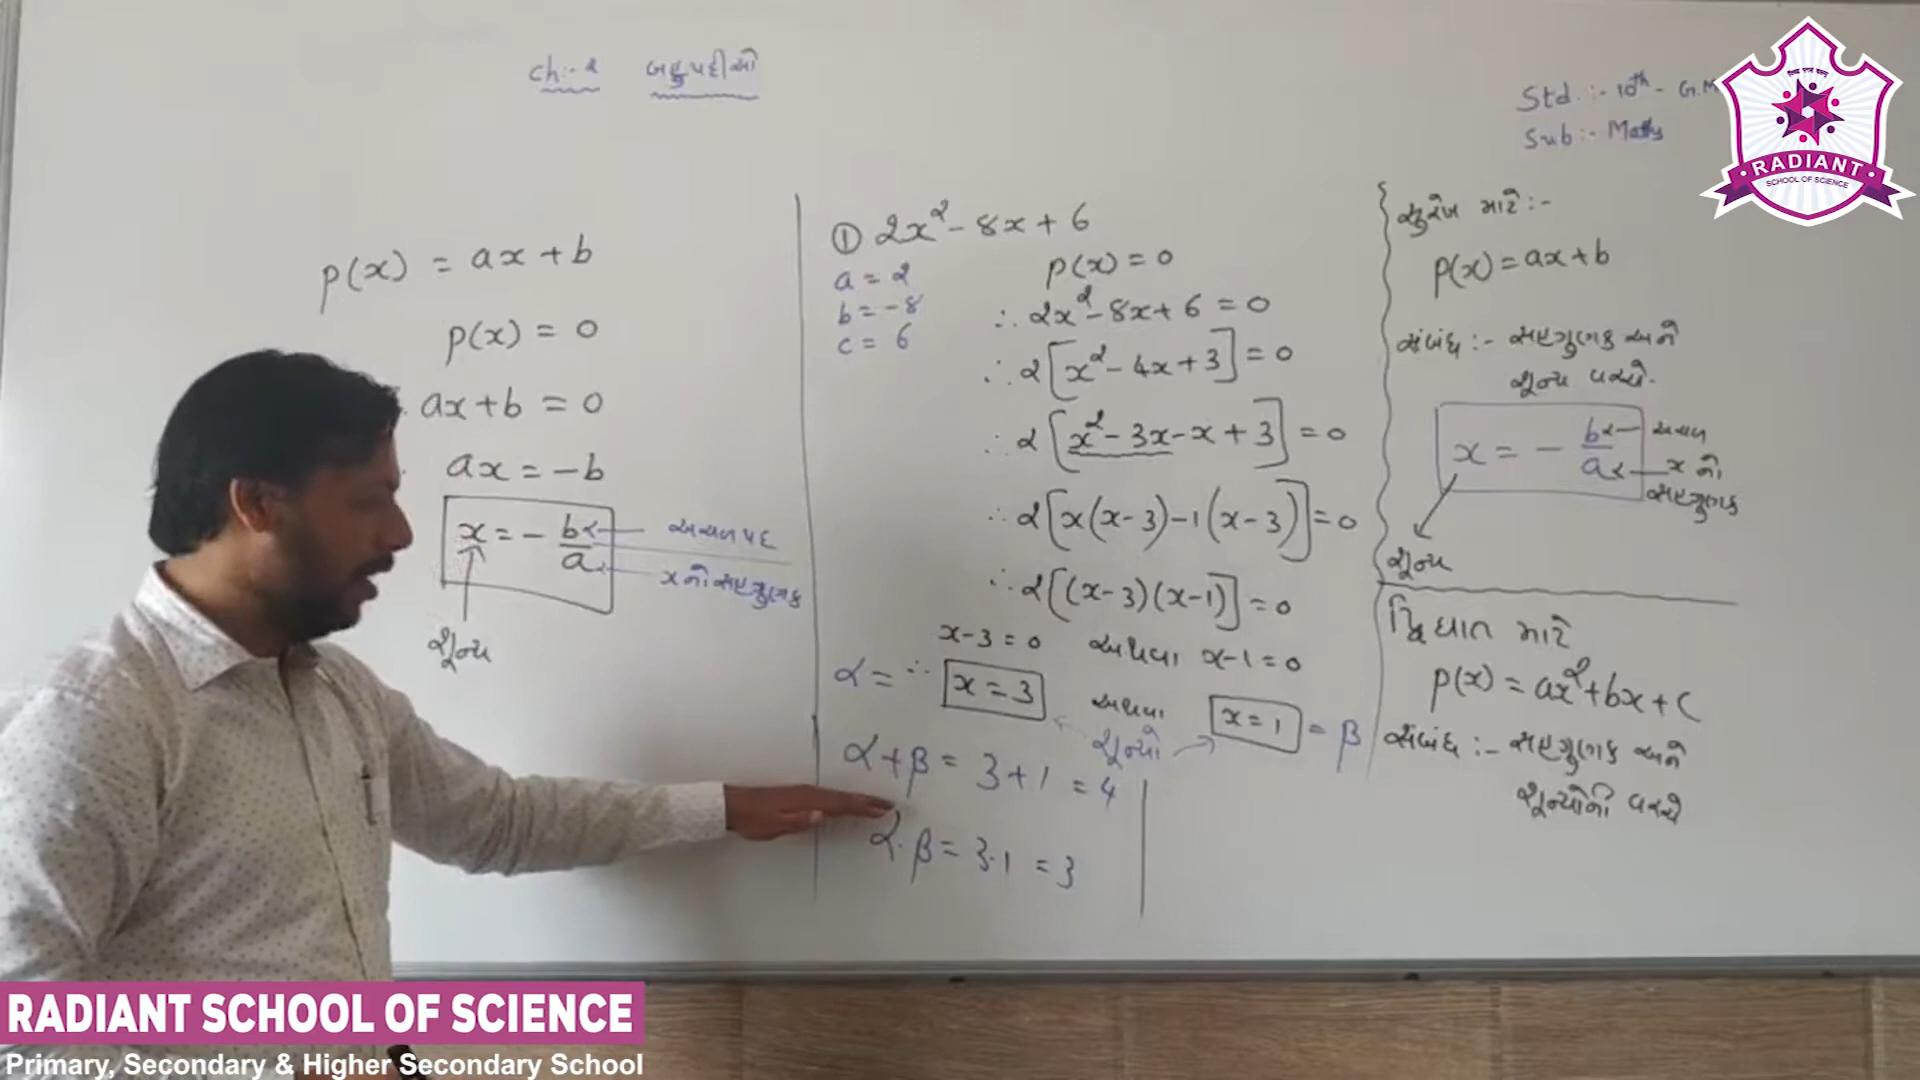 ch:- 2 બહુપદીઓ
Std. :- 10th - G.M
Sub :- Maths
RADIANT
SCHOOL OF SCIENCE
p(x) = ax + b
p(x) = 0
ax + b = 0
ax = -b
x = - b/a
અચળ પદ
x નો સહગુણક
શૂન્ય
① 2x² - 8x + 6
a = 2
b = -8
c = 6
p(x) = 0
∴ 2x² - 8x + 6 = 0
∴ 2[x² - 4x + 3] = 0
∴ 2[x² - 3x - x + 3] = 0
∴ 2[x(x-3) - 1(x-3)] = 0
∴ 2[(x-3)(x-1)] = 0
x - 3 = 0 અથવા x - 1 = 0
α = ∴ x = 3 અથવા x = 1 = β
શૂન્યો
α + β = 3 + 1 = 4
α . β = 3 . 1 = 3
સુરેખ માટે :-
p(x) = ax + b
સંબંધ :- સહગુણક અને
શૂન્ય વચ્ચે.
x = - b/a
અચળ
x નો
સહગુણક
શૂન્ય
દ્વિઘાત માટે
p(x) = ax² + bx + c
સંબંધ :- સહગુણક અને
શૂન્યોની વચ્ચે
RADIANT SCHOOL OF SCIENCE
Primary, Secondary & Higher Secondary School